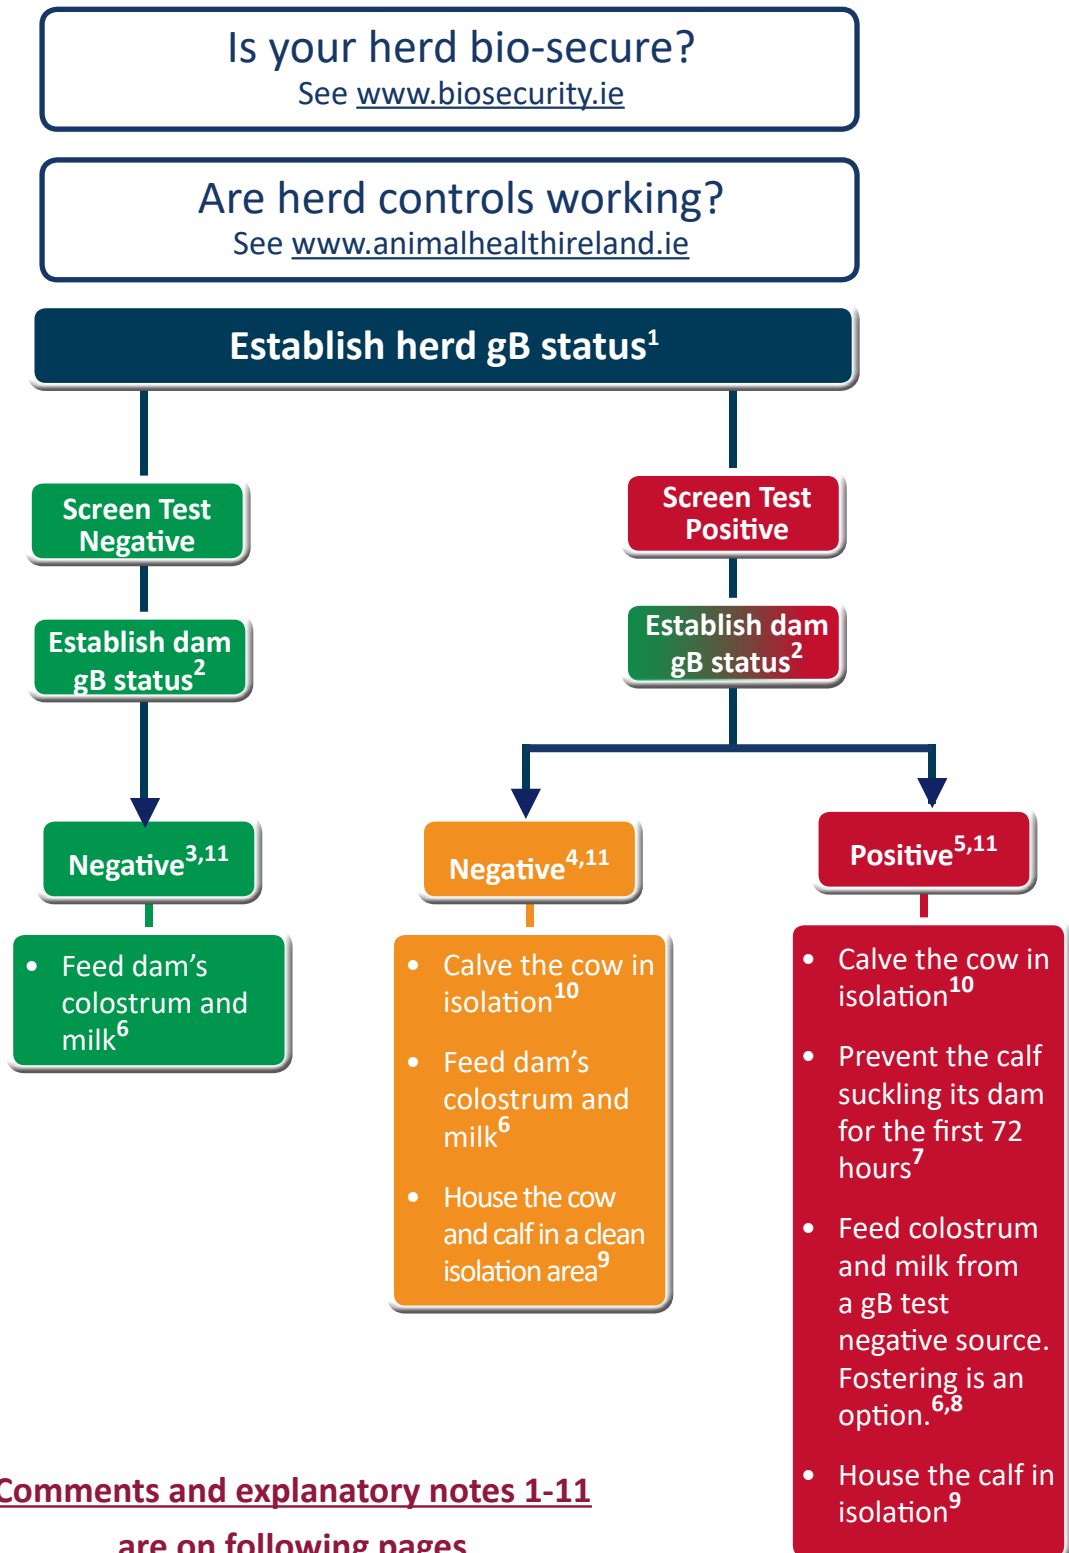 Is your herd bio-secure?
See www.biosecurity.ie
Are herd controls working?
See www.animalhealthireland.ie
Establish herd gB status1
Screen Test
Negative
Screen Test
Positive
Establish dam
gB status2
Establish dam
gB status2
Negative3,11
Negative4,11
Positive5,11
• Feed dam's
colostrum and
milk6
• Calve the cow in
isolation10
• Feed dam's
colostrum and
milk6
• House the cow
and calf in a clean
isolation area9
• Calve the cow in
isolation10
• Prevent the calf
suckling its dam
for the first 72
hours7
• Feed colostrum
and milk from
a gB test
negative source.
Fostering is an
option.6,8
• House the calf in
isolation9
Comments and explanatory notes 1-11
are on following pages